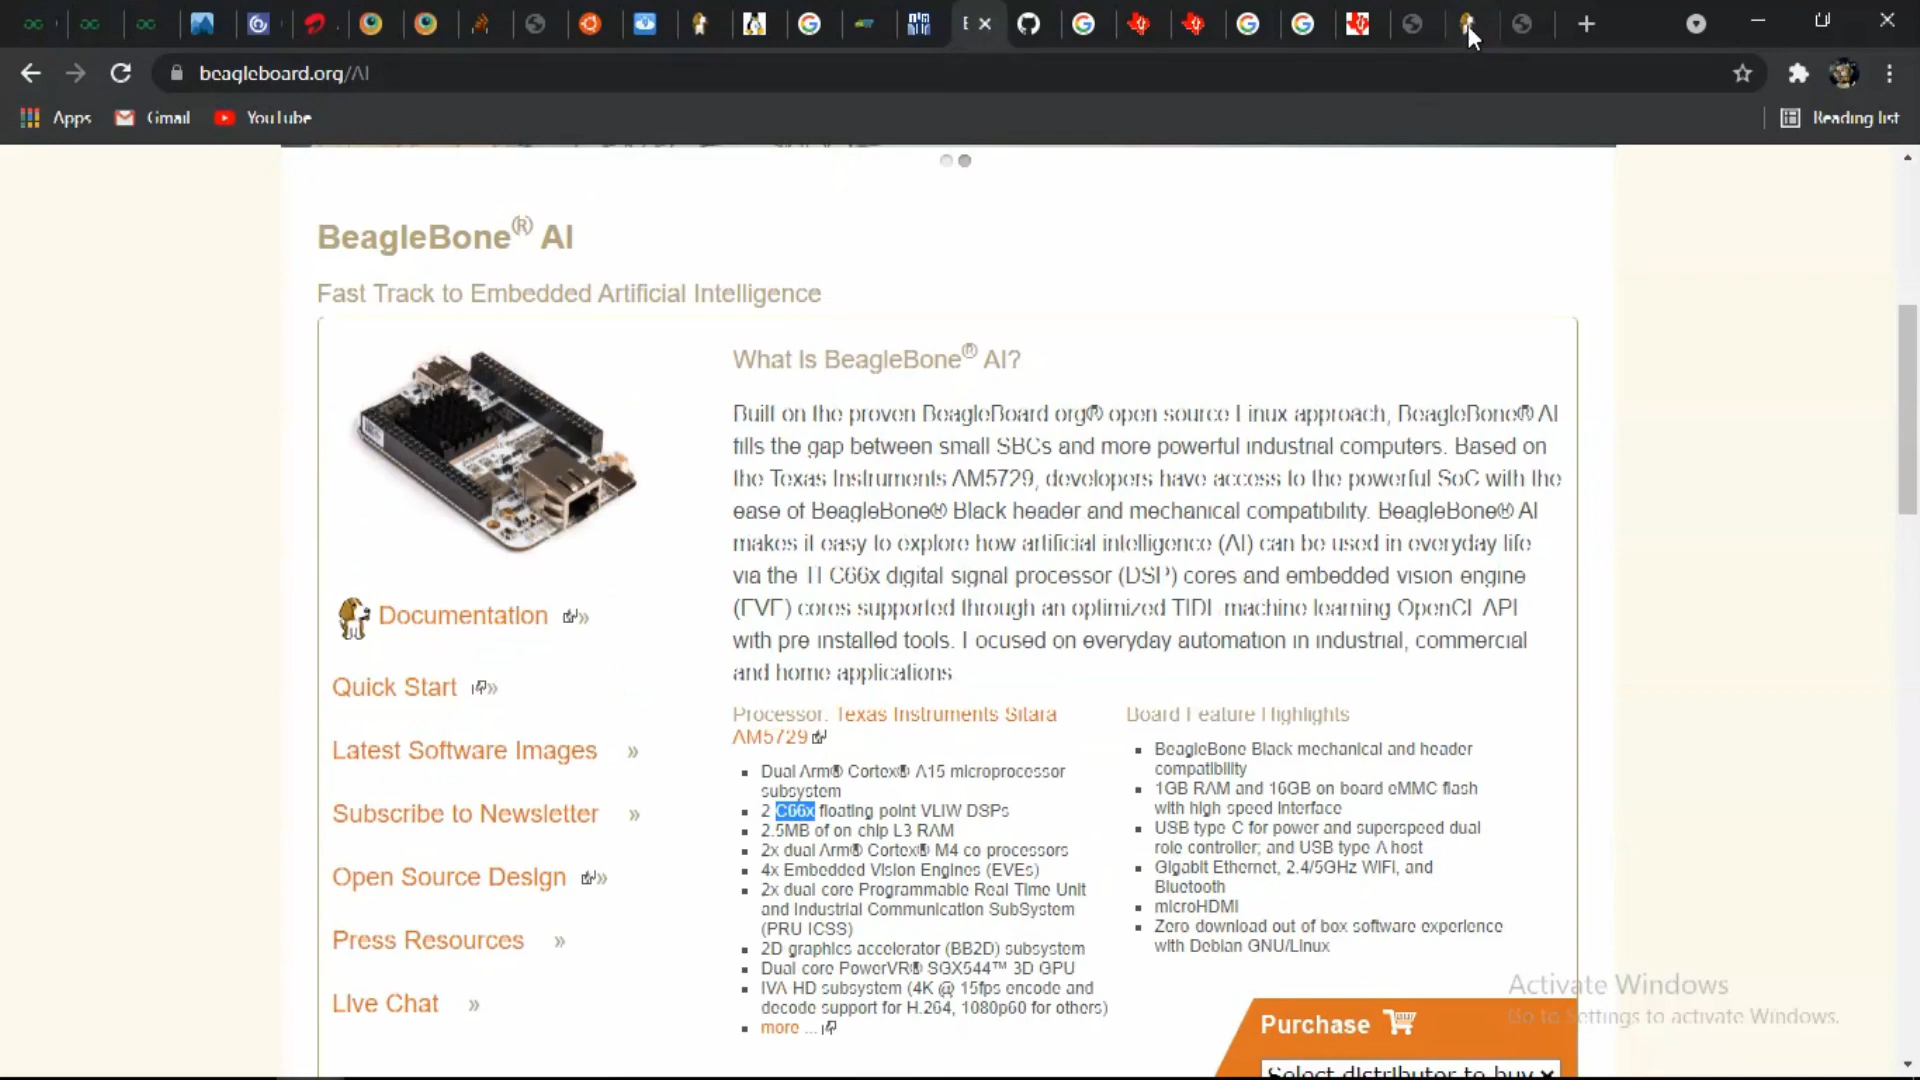 beagleboard.org/AI
Apps Gmail YouTube Reading list
BeagleBone® AI
Fast Track to Embedded Artificial Intelligence
What Is BeagleBone® AI?
Built on the proven BeagleBoard org® open source Linux approach, BeagleBone® AI
fills the gap between small SBCs and more powerful industrial computers. Based on
the Texas Instruments AM5729, developers have access to the powerful SoC with the
ease of BeagleBone® Black header and mechanical compatibility. BeagleBone® AI
makes it easy to explore how artificial intelligence (AI) can be used in everyday life
via the TI C66x digital signal processor (DSP) cores and embedded vision engine
(EVE) cores supported through an optimized TIDL machine learning OpenCL API
with pre installed tools. Focused on everyday automation in industrial, commercial
and home applications
Documentation »
Quick Start »
Latest Software Images »
Subscribe to Newsletter »
Open Source Design »
Press Resources »
Live Chat »
Processor: Texas Instruments Sitara
AM5729
Dual Arm® Cortex® A15 microprocessor
subsystem
2 C66x floating point VLIW DSPs
2.5MB of on chip L3 RAM
2x dual Arm® Cortex® M4 co processors
4x Embedded Vision Engines (EVEs)
2x dual core Programmable Real Time Unit
and Industrial Communication SubSystem
(PRU ICSS)
2D graphics accelerator (BB2D) subsystem
Dual core PowerVR® SGX544™ 3D GPU
IVA HD subsystem (4K @ 15fps encode and
decode support for H.264, 1080p60 for others)
more ...
Board Feature Highlights
BeagleBone Black mechanical and header
compatibility
1GB RAM and 16GB on board eMMC flash
with high speed interface
USB type C for power and superspeed dual
role controller; and USB type A host
Gigabit Ethernet, 2.4/5GHz WiFi, and
Bluetooth
microHDMI
Zero download out of box software experience
with Debian GNU/Linux
Purchase
Select distributor to buy
Activate Windows
Go to Settings to activate Windows.